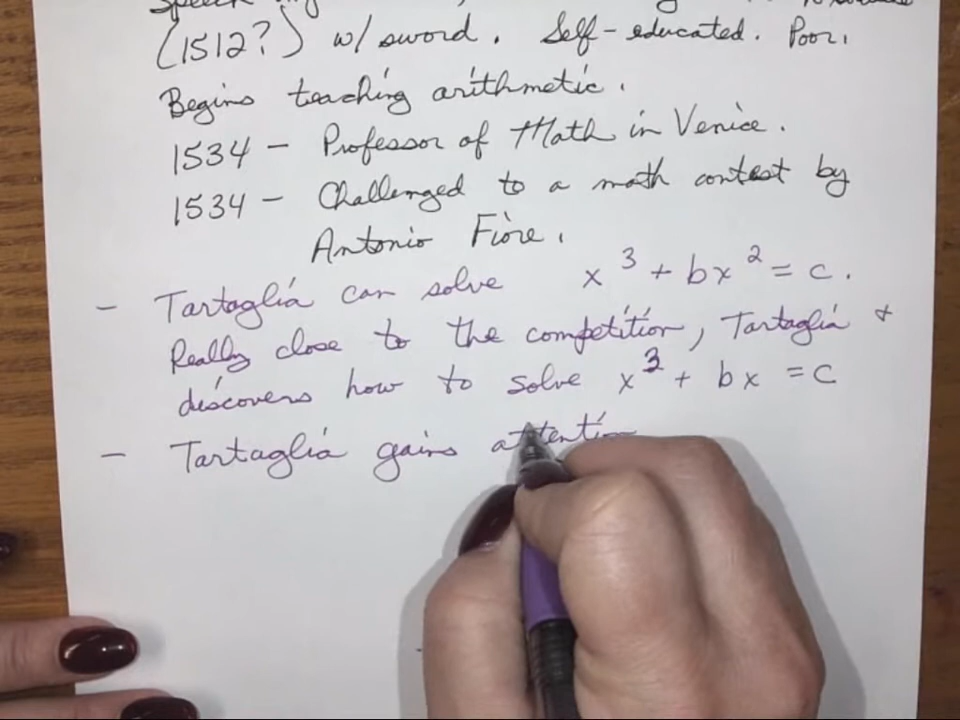 Speech
(1512?) w/ sword. Self-educated. Poor.
Begins teaching arithmetic.
1534 - Professor of Math in Venice.
1534 - Challenged to a math contest by
Antonio Fiore.
- Tartaglia can solve x³ + bx² = c.
Really close to the competition, Tartaglia +
discovers how to solve x³ + bx = c
- Tartaglia gains attention